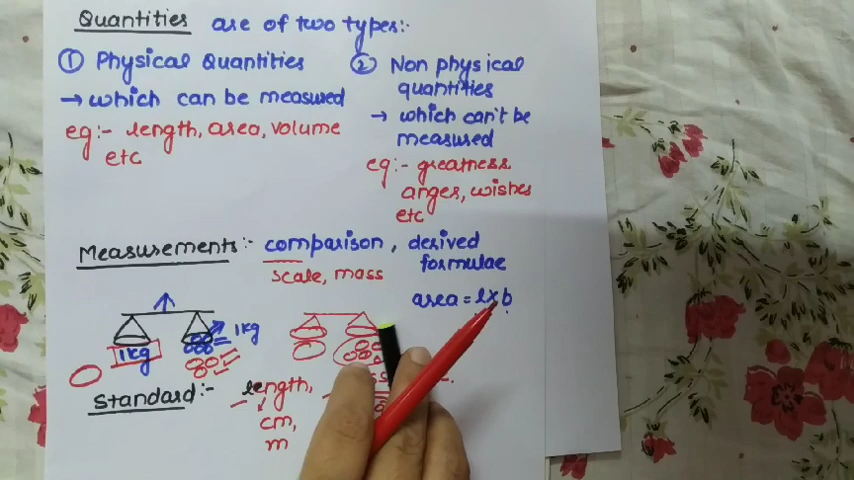 Quantities are of two types:-
① Physical Quantities
→ which can be measured
eg:- length, area, volume
etc
② Non physical
quantities
→ which can't be
measured
eg:- greatness
anges, wishes
etc
Measurements:- comparison, derived
formulae
scale, mass
area = l×b
1kg
1kg
Standard:- length,
cm,
m